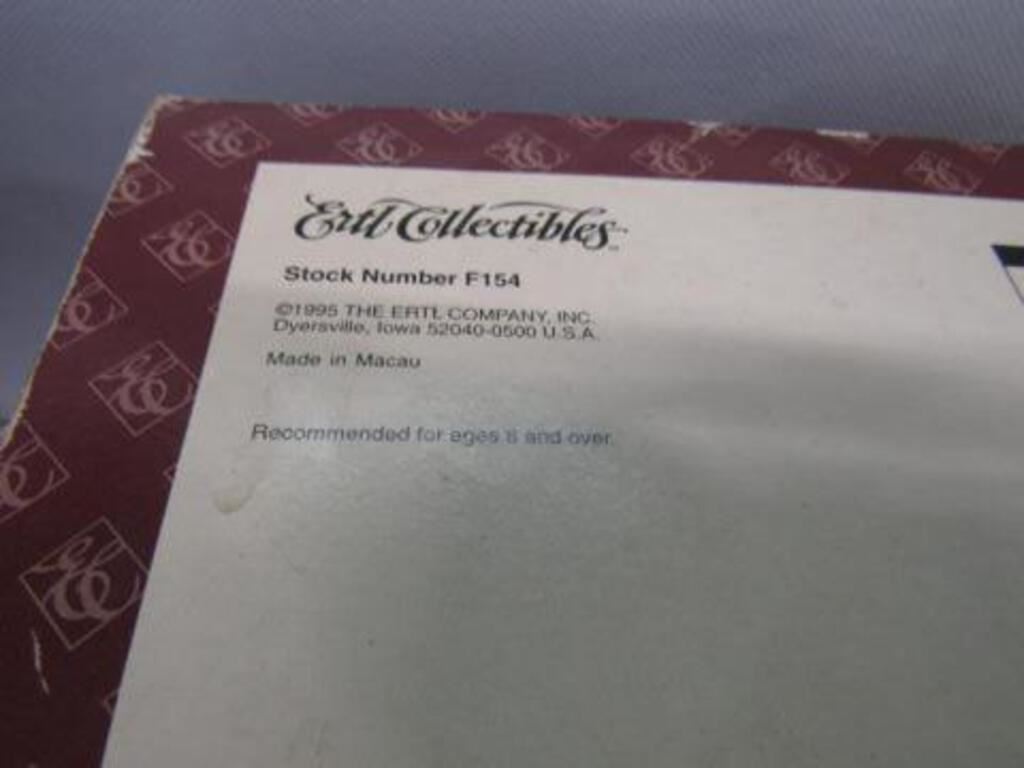 Ertl Collectibles™
Stock Number F154
©1995 THE ERTL COMPANY, INC.
Dyersville, Iowa 52040-0500 U.S.A.
Made in Macau
Recommended for ages 8 and over.